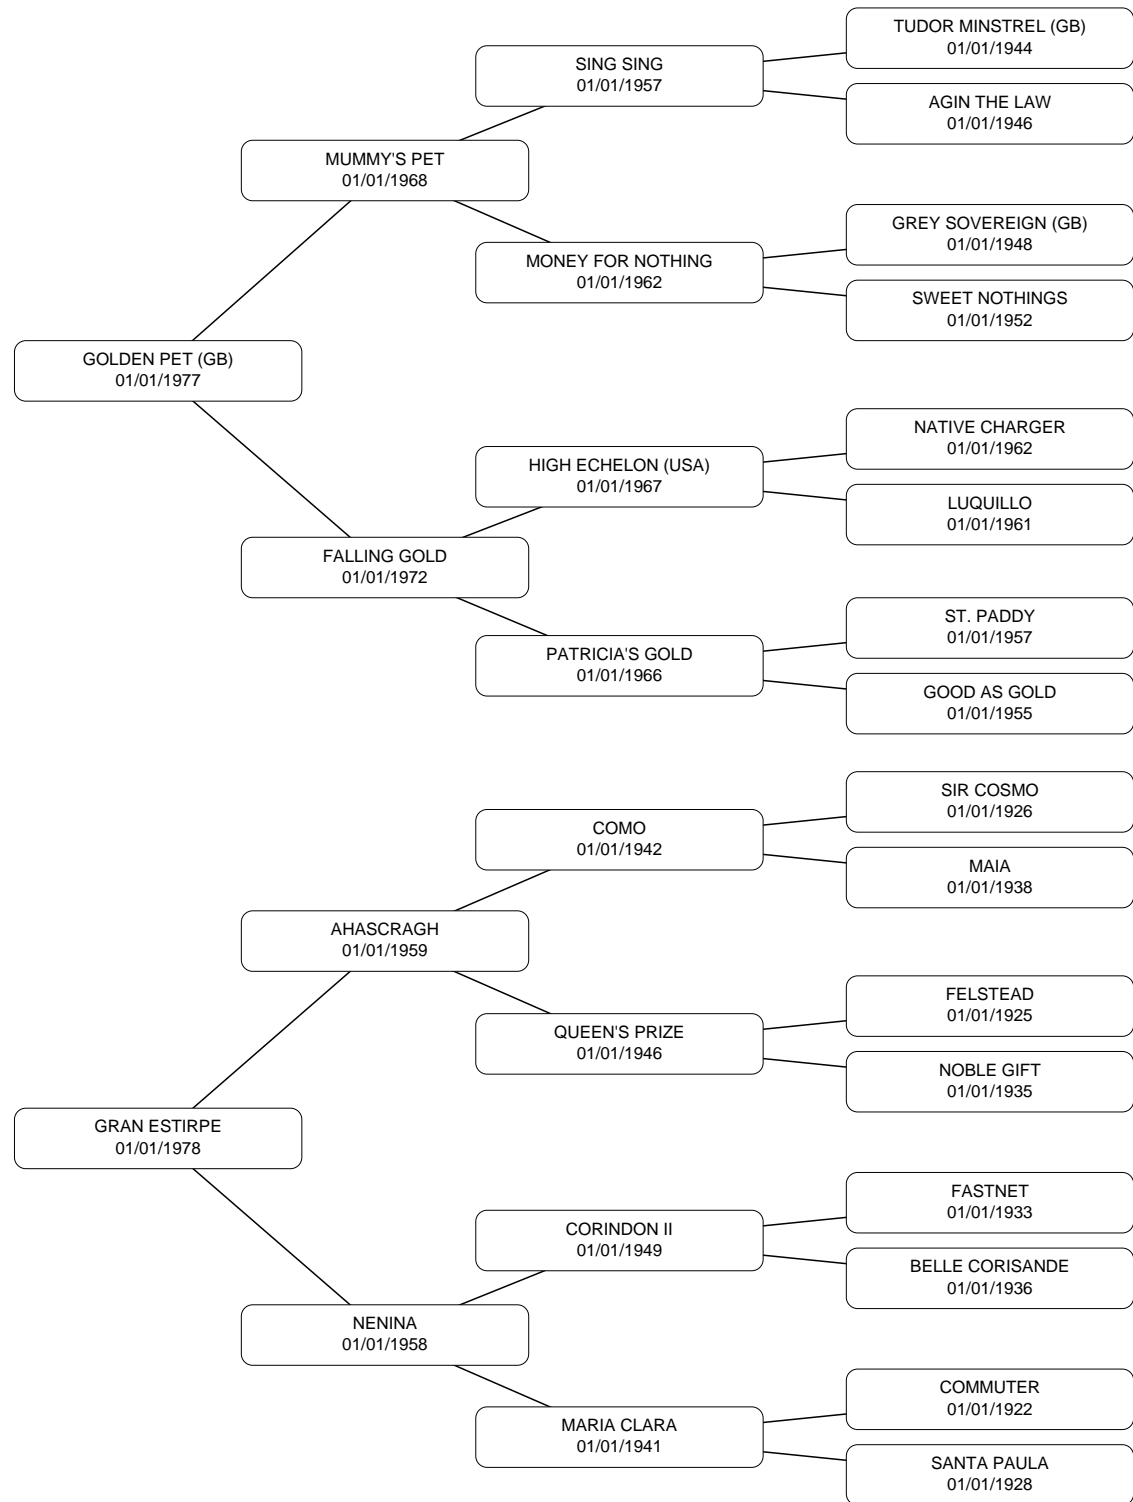 TUDOR MINSTREL (GB)
01/01/1944
SING SING
01/01/1957
AGIN THE LAW
01/01/1946
MUMMY'S PET
01/01/1968
GREY SOVEREIGN (GB)
01/01/1948
MONEY FOR NOTHING
01/01/1962
SWEET NOTHINGS
01/01/1952
GOLDEN PET (GB)
01/01/1977
NATIVE CHARGER
01/01/1962
HIGH ECHELON (USA)
01/01/1967
LUQUILLO
01/01/1961
FALLING GOLD
01/01/1972
ST. PADDY
01/01/1957
PATRICIA'S GOLD
01/01/1966
GOOD AS GOLD
01/01/1955
SIR COSMO
01/01/1926
COMO
01/01/1942
MAIA
01/01/1938
AHASCRAGH
01/01/1959
FELSTEAD
01/01/1925
QUEEN'S PRIZE
01/01/1946
NOBLE GIFT
01/01/1935
GRAN ESTIRPE
01/01/1978
FASTNET
01/01/1933
CORINDON II
01/01/1949
BELLE CORISANDE
01/01/1936
NENINA
01/01/1958
COMMUTER
01/01/1922
MARIA CLARA
01/01/1941
SANTA PAULA
01/01/1928